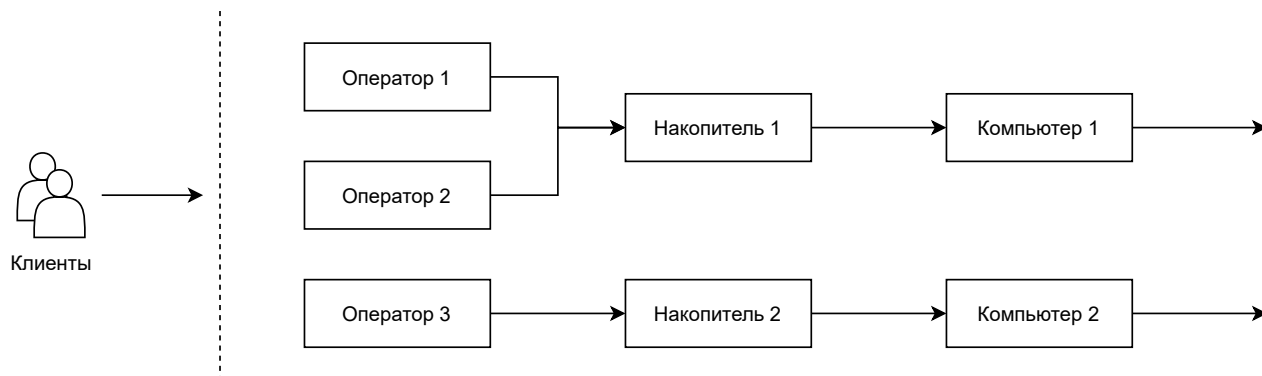 Оператор 1
Накопитель 1
Компьютер 1
Оператор 2
Клиенты
Оператор 3
Накопитель 2
Компьютер 2